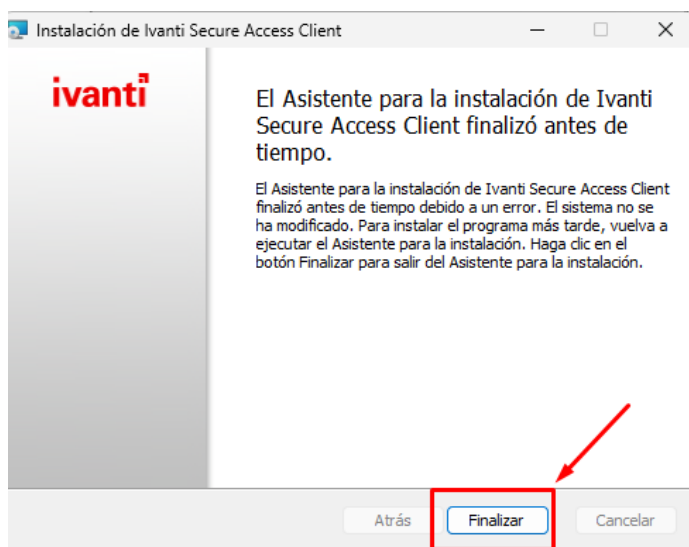 Instalación de Ivanti Secure Access Client
ivanti
El Asistente para la instalación de Ivanti
Secure Access Client finalizó antes de
tiempo.
El Asistente para la instalación de Ivanti Secure Access Client
finalizó antes de tiempo debido a un error. El sistema no se
ha modificado. Para instalar el programa más tarde, vuelva a
ejecutar el Asistente para la instalación. Haga clic en el
botón Finalizar para salir del Asistente para la instalación.
Atrás Finalizar Cancelar